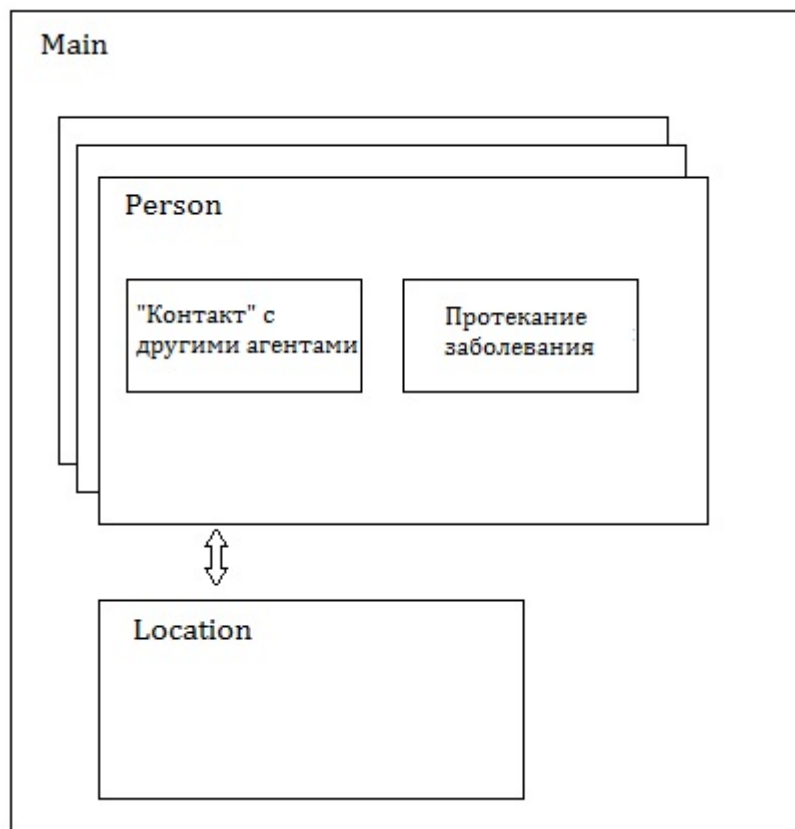 Main
Person
"Контакт" с
другими агентами
Протекание
заболевания
Location